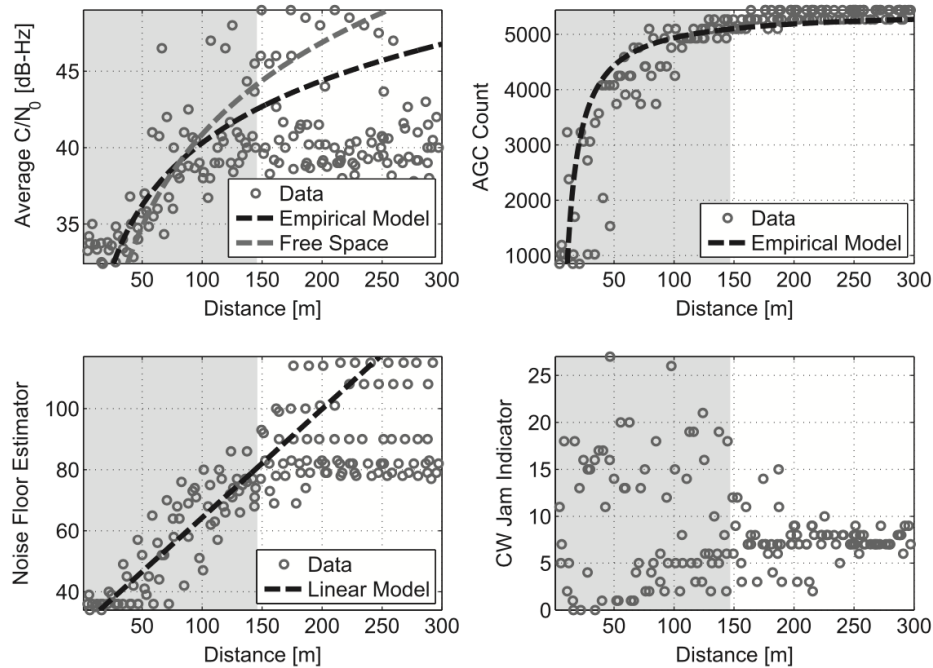 Average C/N0 [dB-Hz]
45
40
35
50 100 150 200 250 300
Distance [m]
Data
Empirical Model
Free Space
AGC Count
5000
4000
3000
2000
1000
50 100 150 200 250 300
Distance [m]
Data
Empirical Model
Noise Floor Estimator
100
80
60
40
50 100 150 200 250 300
Distance [m]
Data
Linear Model
CW Jam Indicator
25
20
15
10
5
0
50 100 150 200 250 300
Distance [m]